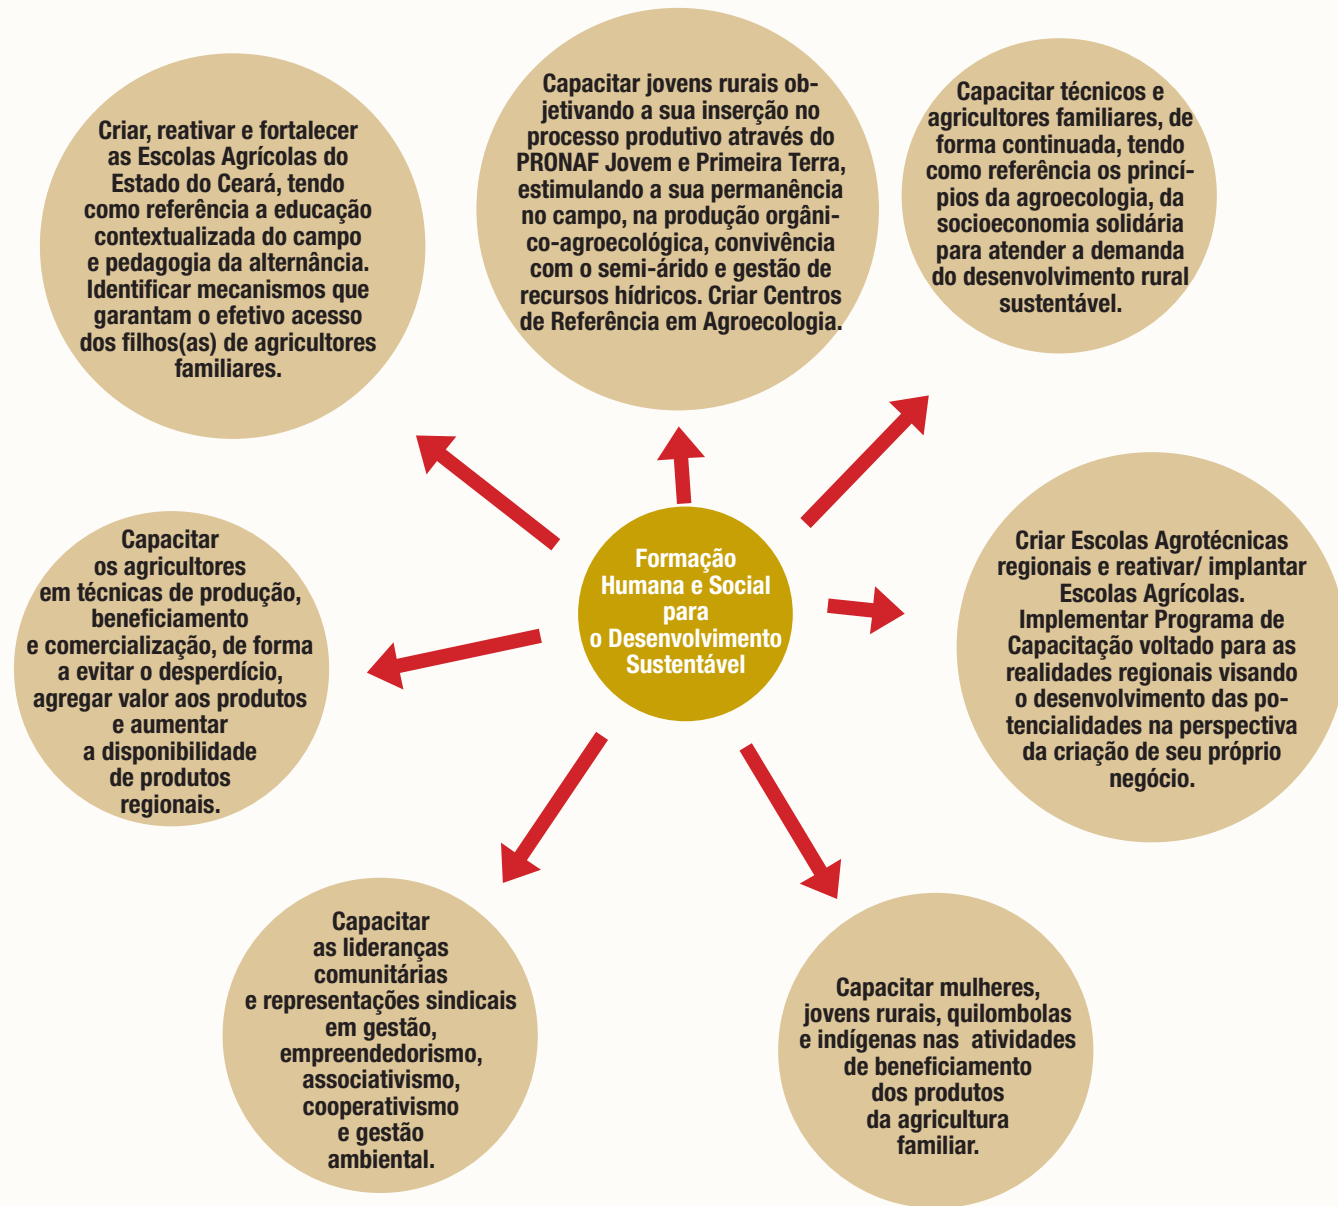 Criar, reativar e fortalecer
as Escolas Agrícolas do
Estado do Ceará, tendo
como referência a educação
contextualizada do campo
e pedagogia da alternância.
Identificar mecanismos que
garantam o efetivo acesso
dos filhos(as) de agricultores
familiares.
Capacitar jovens rurais ob-
jetivando a sua inserção no
processo produtivo através do
PRONAF Jovem e Primeira Terra,
estimulando a sua permanência
no campo, na produção orgâni-
co-agroecológica, convivência
com o semi-árido e gestão de
recursos hídricos. Criar Centros
de Referência em Agroecologia.
Capacitar técnicos e
agricultores familiares, de
forma continuada, tendo
como referência os princí-
pios da agroecologia, da
socioeconomia solidária
para atender a demanda
do desenvolvimento rural
sustentável.
Capacitar
os agricultores
em técnicas de produção,
beneficiamento
e comercialização, de forma
a evitar o desperdício,
agregar valor aos produtos
e aumentar
a disponibilidade
de produtos
regionais.
Formação
Humana e Social
para
o Desenvolvimento
Sustentável
Criar Escolas Agrotécnicas
regionais e reativar/ implantar
Escolas Agrícolas.
Implementar Programa de
Capacitação voltado para as
realidades regionais visando
o desenvolvimento das po-
tencialidades na perspectiva
da criação de seu próprio
negócio.
Capacitar
as lideranças
comunitárias
e representações sindicais
em gestão,
empreendedorismo,
associativismo,
cooperativismo
e gestão
ambiental.
Capacitar mulheres,
jovens rurais, quilombolas
e indígenas nas  atividades
de beneficiamento
dos produtos
da agricultura
familiar.